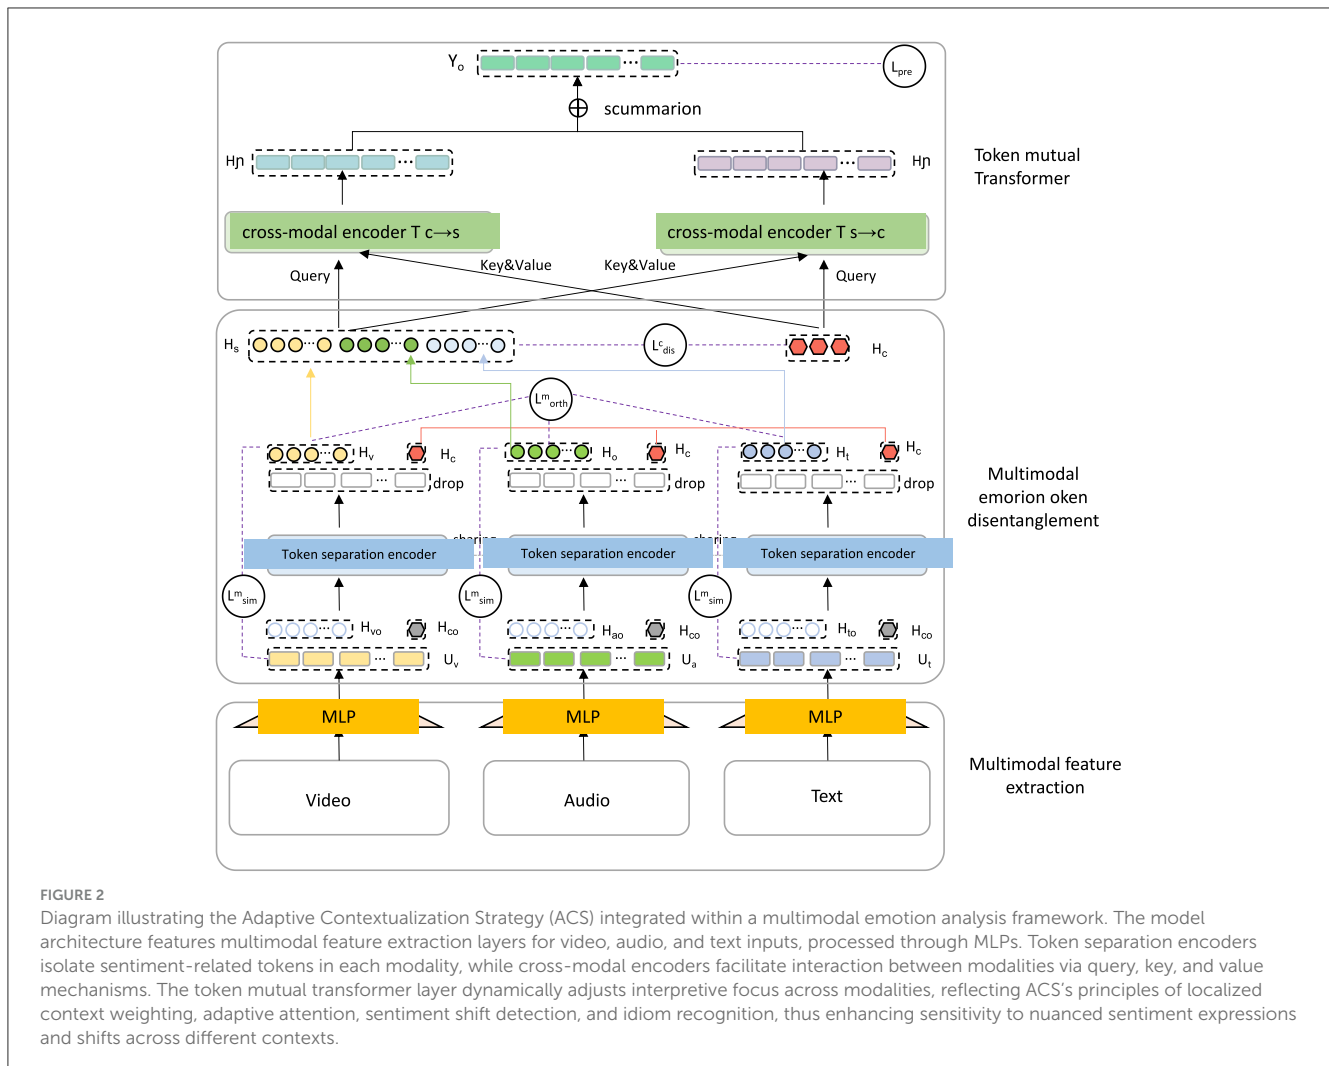 Yo
Lpre
scummarion
Hɲ
Hɲ
Token mutual
Transformer
cross-modal encoder T c→s
cross-modal encoder T s→c
Query
Key&Value
Key&Value
Query
Hs
Lcdis
Hc
Lmorth
Hv
Hc
Ho
Hc
Ht
Hc
drop
drop
drop
Multimodal
emorion oken
disentanglement
sharing
sharing
Token separation encoder
Token separation encoder
Token separation encoder
Lmsim
Lmsim
Lmsim
Hvo
Hco
Hao
Hco
Hto
Hco
Uv
Ua
Ut
MLP
MLP
MLP
Multimodal feature
extraction
Video
Audio
Text
FIGURE 2
Diagram illustrating the Adaptive Contextualization Strategy (ACS) integrated within a multimodal emotion analysis framework. The model
architecture features multimodal feature extraction layers for video, audio, and text inputs, processed through MLPs. Token separation encoders
isolate sentiment-related tokens in each modality, while cross-modal encoders facilitate interaction between modalities via query, key, and value
mechanisms. The token mutual transformer layer dynamically adjusts interpretive focus across modalities, reflecting ACS's principles of localized
context weighting, adaptive attention, sentiment shift detection, and idiom recognition, thus enhancing sensitivity to nuanced sentiment expressions
and shifts across different contexts.